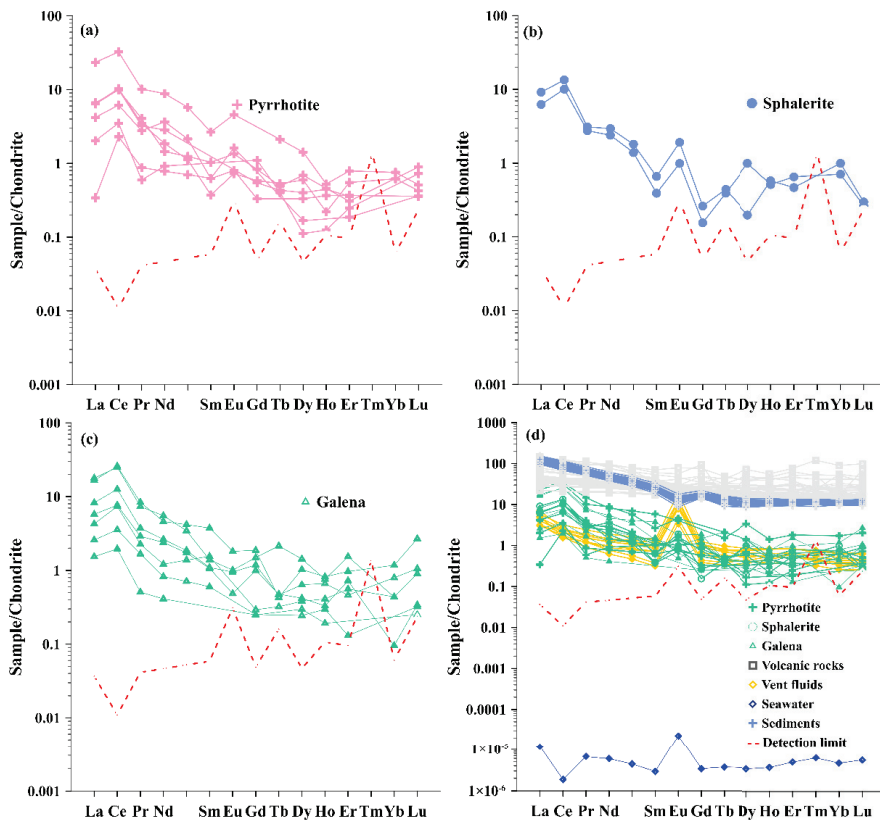 (a)
100
10
1
0.1
0.01
0.001
Sample/Chondrite
Pyrrhotite
La Ce Pr Nd Sm Eu Gd Tb Dy Ho Er Tm Yb Lu
(b)
100
10
1
0.1
0.01
0.001
Sample/Chondrite
Sphalerite
La Ce Pr Nd Sm Eu Gd Tb Dy Ho Er Tm Yb Lu
(c)
100
10
1
0.1
0.01
0.001
Sample/Chondrite
Galena
La Ce Pr Nd Sm Eu Gd Tb Dy Ho Er Tm Yb Lu
(d)
1000
100
10
1
0.1
0.01
0.001
0.0001
1×10⁻⁵
1×10⁻⁶
Sample/Chondrite
Pyrrhotite
Sphalerite
Galena
Volcanic rocks
Vent fluids
Seawater
Sediments
Detection limit
La Ce Pr Nd Sm Eu Gd Tb Dy Ho Er Tm Yb Lu